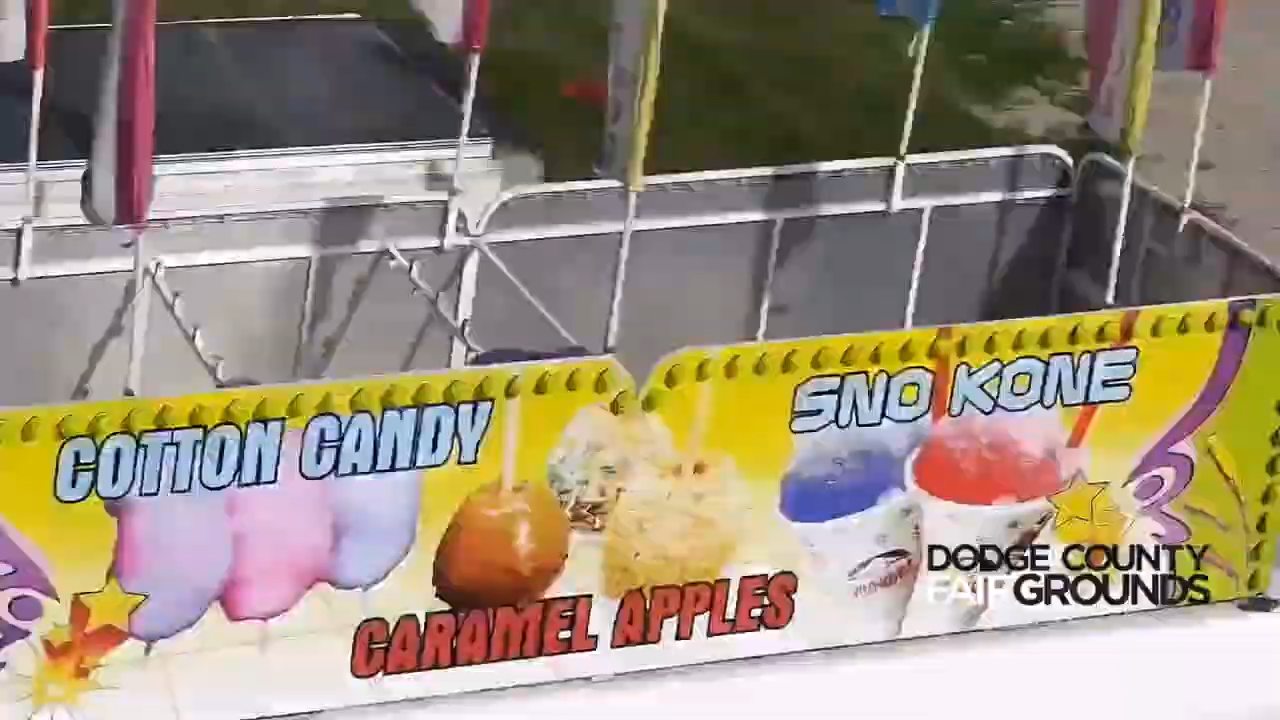 COTTON CANDY
SNO KONE
CARAMEL APPLES
DODGE COUNTY
FAIRGROUNDS